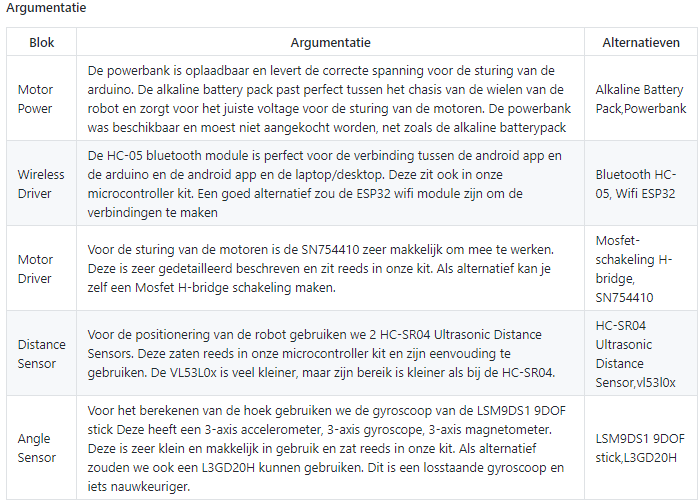 Argumentatie
Blok Argumentatie Alternatieven
Motor
Power
De powerbank is oplaadbaar en levert de correcte spanning voor de sturing van de
arduino. De alkaline battery pack past perfect tussen het chasis van de wielen van de
robot en zorgt voor het juiste voltage voor de sturing van de motoren. De powerbank
was beschikbaar en moest niet aangekocht worden, net zoals de alkaline batterypack
Alkaline Battery
Pack,Powerbank
Wireless
Driver
De HC-05 bluetooth module is perfect voor de verbinding tussen de android app en
de arduino en de android app en de laptop/desktop. Deze zit ook in onze
microcontroller kit. Een goed alternatief zou de ESP32 wifi module zijn om de
verbindingen te maken
Bluetooth HC-
05, Wifi ESP32
Motor
Driver
Voor de sturing van de motoren is de SN754410 zeer makkelijk om mee te werken.
Deze is zeer gedetailleerd beschreven en zit reeds in onze kit. Als alternatief kan je
zelf een Mosfet H-bridge schakeling maken.
Mosfet-
schakeling H-
bridge,
SN754410
Distance
Sensor
Voor de positionering van de robot gebruiken we 2 HC-SR04 Ultrasonic Distance
Sensors. Deze zaten reeds in onze microcontroller kit en zijn eenvouding te
gebruiken. De VL53L0x is veel kleiner, maar zijn bereik is kleiner als bij de HC-SR04.
HC-SR04
Ultrasonic
Distance
Sensor,vl53l0x
Angle
Sensor
Voor het berekenen van de hoek gebruiken we de gyroscoop van de LSM9DS1 9DOF
stick Deze heeft een 3-axis accelerometer, 3-axis gyroscope, 3-axis magnetometer.
Deze is zeer klein en makkelijk in gebruik en zat reeds in onze kit. Als alternatief
zouden we ook een L3GD20H kunnen gebruiken. Dit is een losstaande gyroscoop en
iets nauwkeuriger.
LSM9DS1 9DOF
stick,L3GD20H